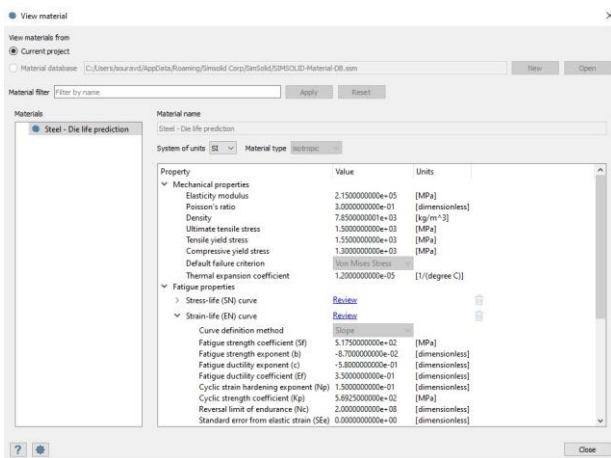 View material
View materials from
Current project
Material database C:/Users/souravd/AppData/Roaming/Simsolid Corp/SimSolid/SIMSOLID-Material-DB.ssm New Open
Material filter Filter by name Apply Reset
Materials
Steel - Die life prediction
Material name
Steel - Die life prediction
System of units SI Material type Isotropic
Property Value Units
Mechanical properties
Elasticity modulus 2.1500000000e+05 [MPa]
Poisson's ratio 3.0000000000e-01 [dimensionless]
Density 7.8500000001e+03 [kg/m^3]
Ultimate tensile stress 1.5000000000e+03 [MPa]
Tensile yield stress 1.5500000000e+03 [MPa]
Compressive yield stress 1.3000000000e+03 [MPa]
Default failure criterion Von Mises Stress
Thermal expansion coefficient 1.2000000000e-05 [1/(degree C)]
Fatigue properties
Stress-life (SN) curve Review
Strain-life (EN) curve Review
Curve definition method Slope
Fatigue strength coefficient (Sf) 5.1750000000e+02 [MPa]
Fatigue strength exponent (b) -8.7000000000e-02 [dimensionless]
Fatigue ductility exponent (c) -5.8000000000e-01 [dimensionless]
Fatigue ductility coefficient (Ef) 3.5000000000e-01 [dimensionless]
Cyclic strain hardening exponent (Np) 1.5000000000e-01 [dimensionless]
Cyclic strength coefficient (Kp) 5.6925000000e+02 [MPa]
Reversal limit of endurance (Nc) 2.0000000000e+08 [dimensionless]
Standard error from elastic strain (SEe) 0.0000000000e+00 [dimensionless]
? Close